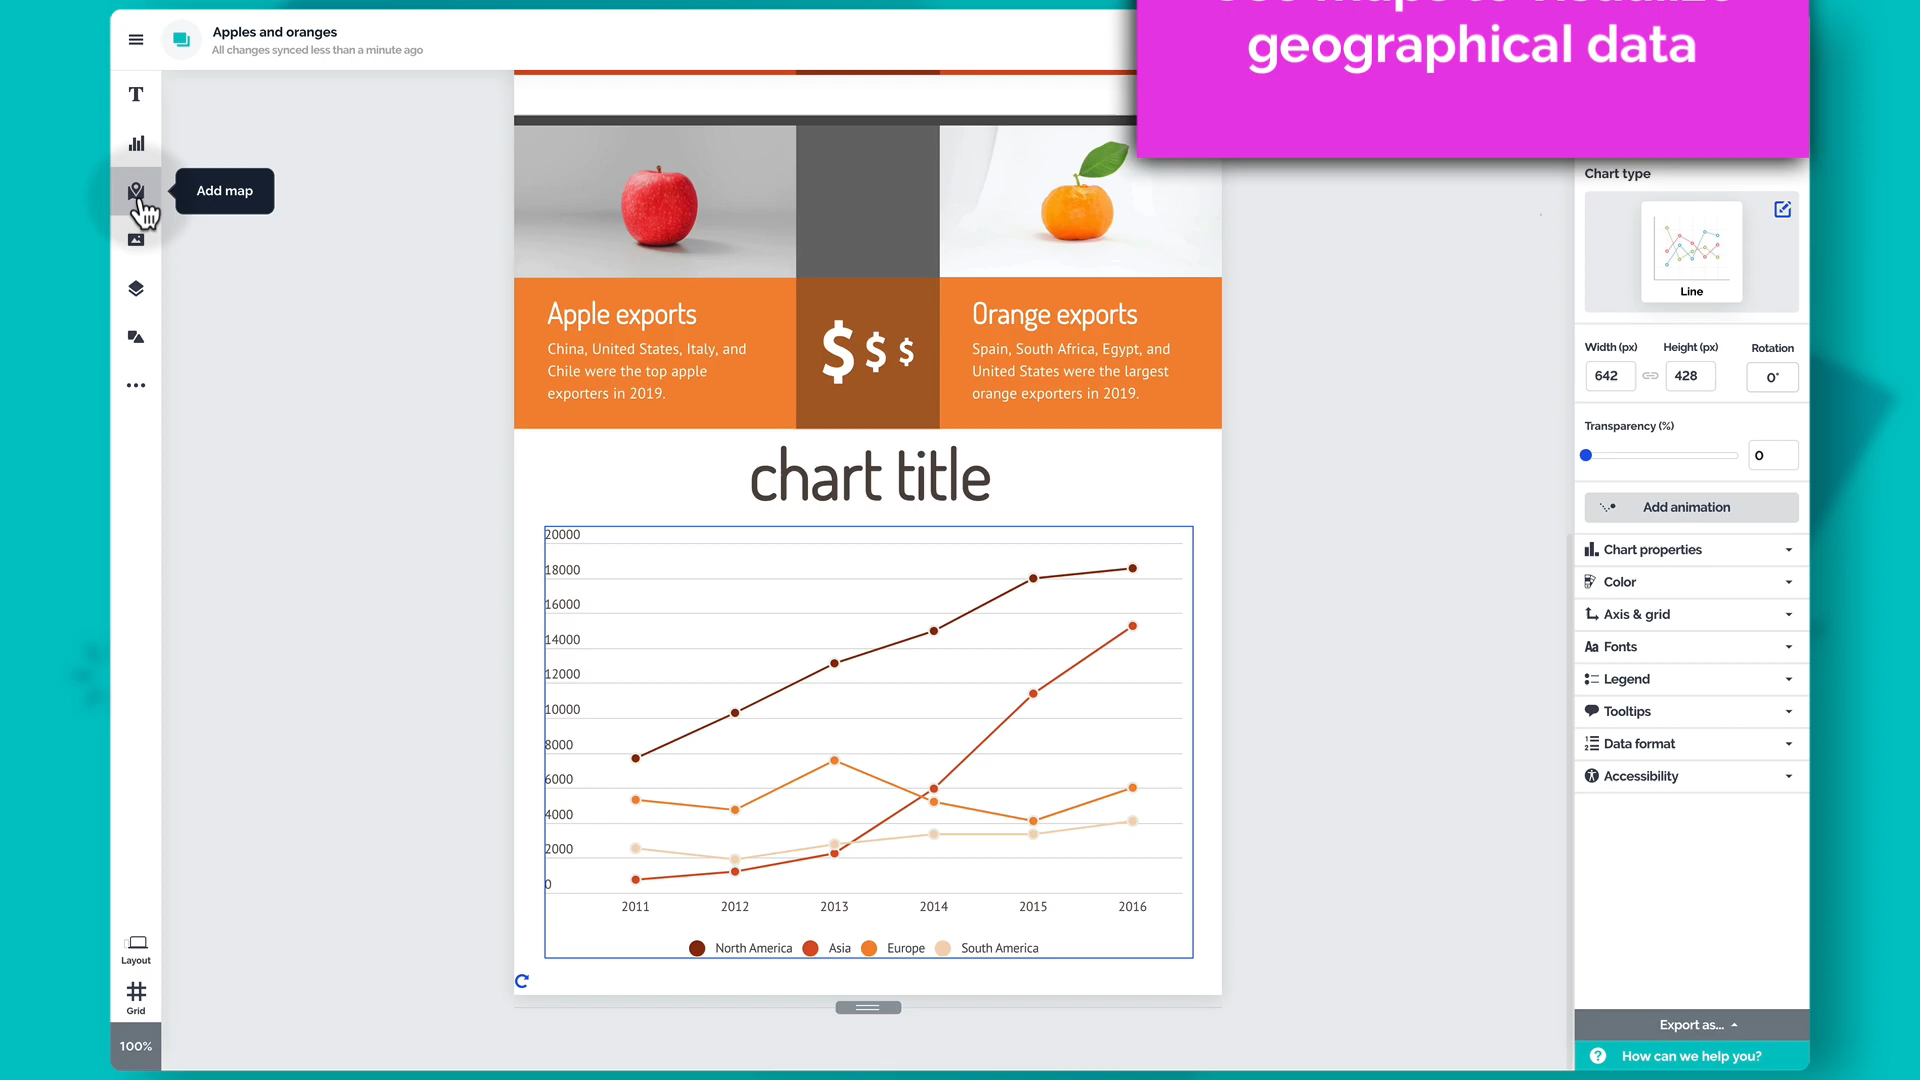 Apples and oranges
All changes synced less than a minute ago
geographical data
T
Add map
Chart type
Line
Apple exports
China, United States, Italy, and
Chile were the top apple
exporters in 2019.
$ $ $
Orange exports
Spain, South Africa, Egypt, and
United States were the largest
orange exporters in 2019.
Width (px) Height (px) Rotation
642 428 0°
Transparency (%)
0
Add animation
Chart properties
Color
Axis & grid
Aa Fonts
Legend
Tooltips
Data format
Accessibility
chart title
20000
18000
16000
14000
12000
10000
8000
6000
4000
2000
0
2011 2012 2013 2014 2015 2016
North America Asia Europe South America
Layout
Grid
100%
Export as...
? How can we help you?